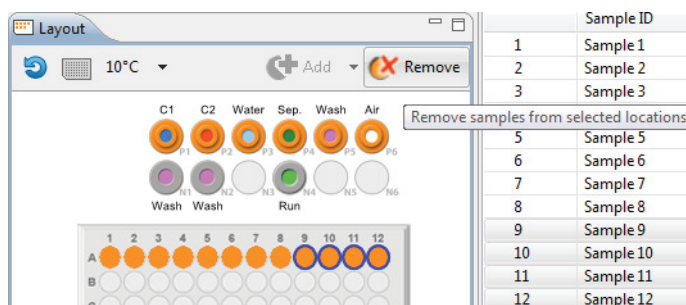 Layout
10°C
Add
Remove
C1 C2 Water Sep. Wash Air
P1 P2 P3 P4 P5 P6
N1 N2 N3 N4 N5 N6
Wash Wash Run
1 2 3 4 5 6 7 8 9 10 11 12
A
B
Sample ID
1 Sample 1
2 Sample 2
3 Sample 3
Remove samples from selected locations
5 Sample 5
6 Sample 6
7 Sample 7
8 Sample 8
9 Sample 9
10 Sample 10
11 Sample 11
12 Sample 12